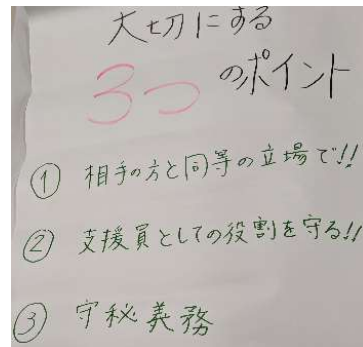 大切にする
3つ のポイント
① 相手の方と同等の立場で!!
② 支援員としての役割を守る!!
③ 守秘義務